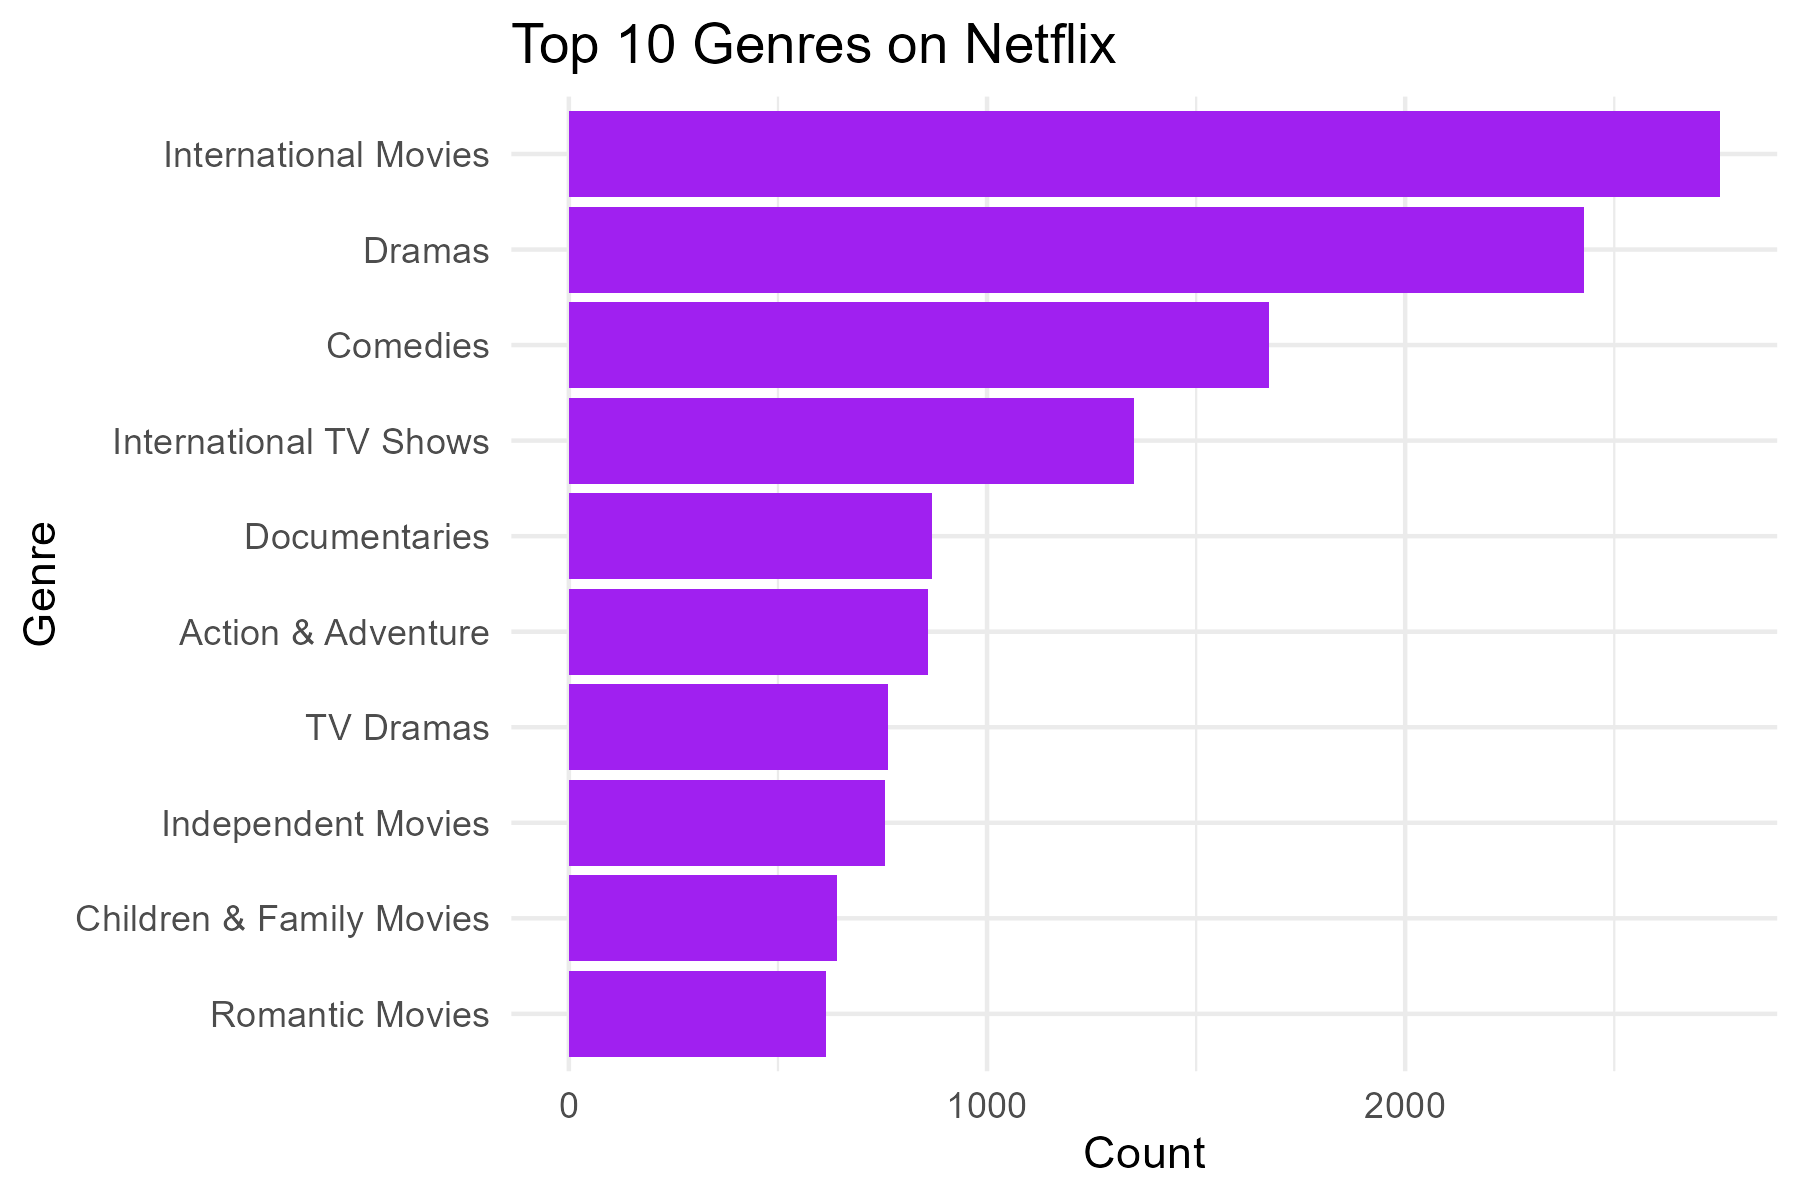 Top 10 Genres on Netflix
Genre
International Movies
Dramas
Comedies
International TV Shows
Documentaries
Action & Adventure
TV Dramas
Independent Movies
Children & Family Movies
Romantic Movies
0 1000 2000
Count